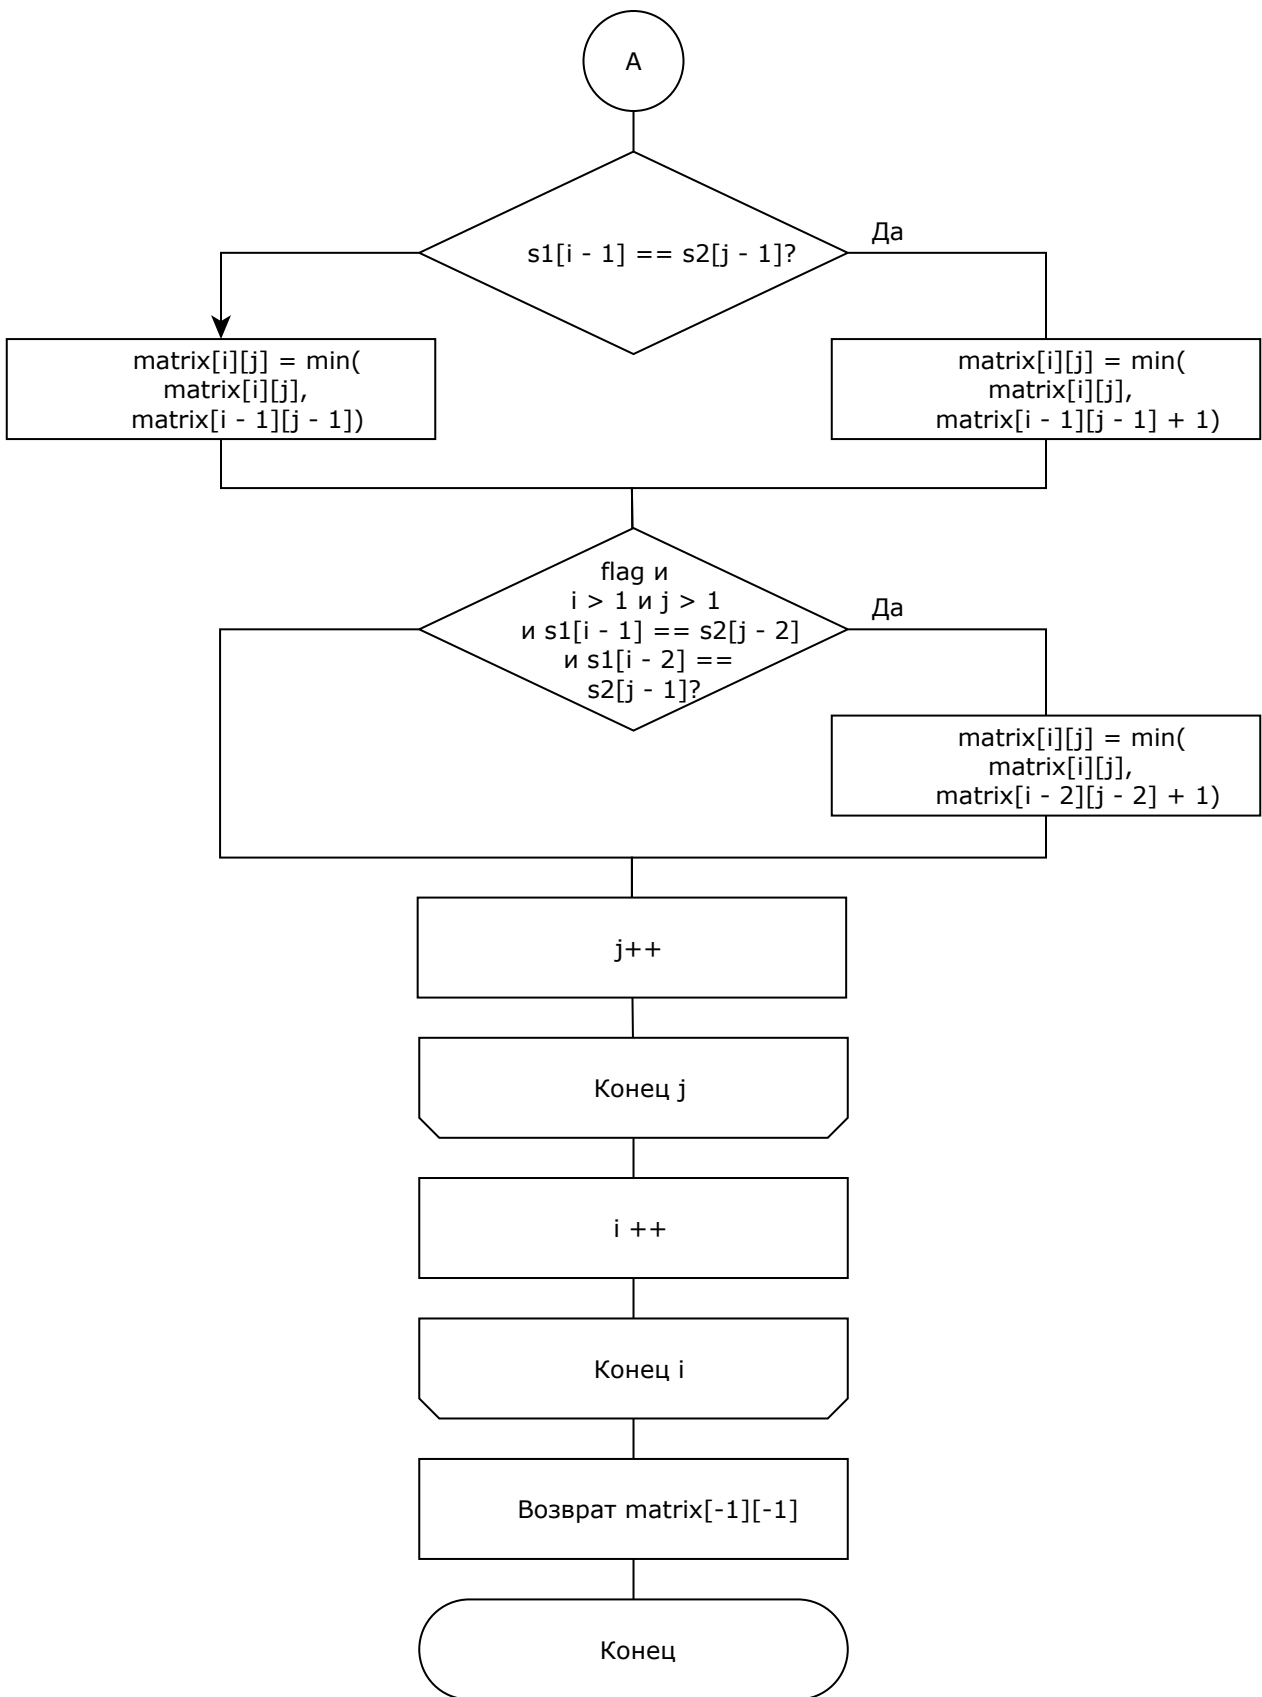 A
s1[i - 1] == s2[j - 1]?
Да
matrix[i][j] = min(
matrix[i][j],
matrix[i - 1][j - 1])
matrix[i][j] = min(
matrix[i][j],
matrix[i - 1][j - 1] + 1)
flag и
i > 1 и j > 1
и s1[i - 1] == s2[j - 2]
и s1[i - 2] ==
s2[j - 1]?
Да
matrix[i][j] = min(
matrix[i][j],
matrix[i - 2][j - 2] + 1)
j++
Конец j
i ++
Конец i
Возврат matrix[-1][-1]
Конец